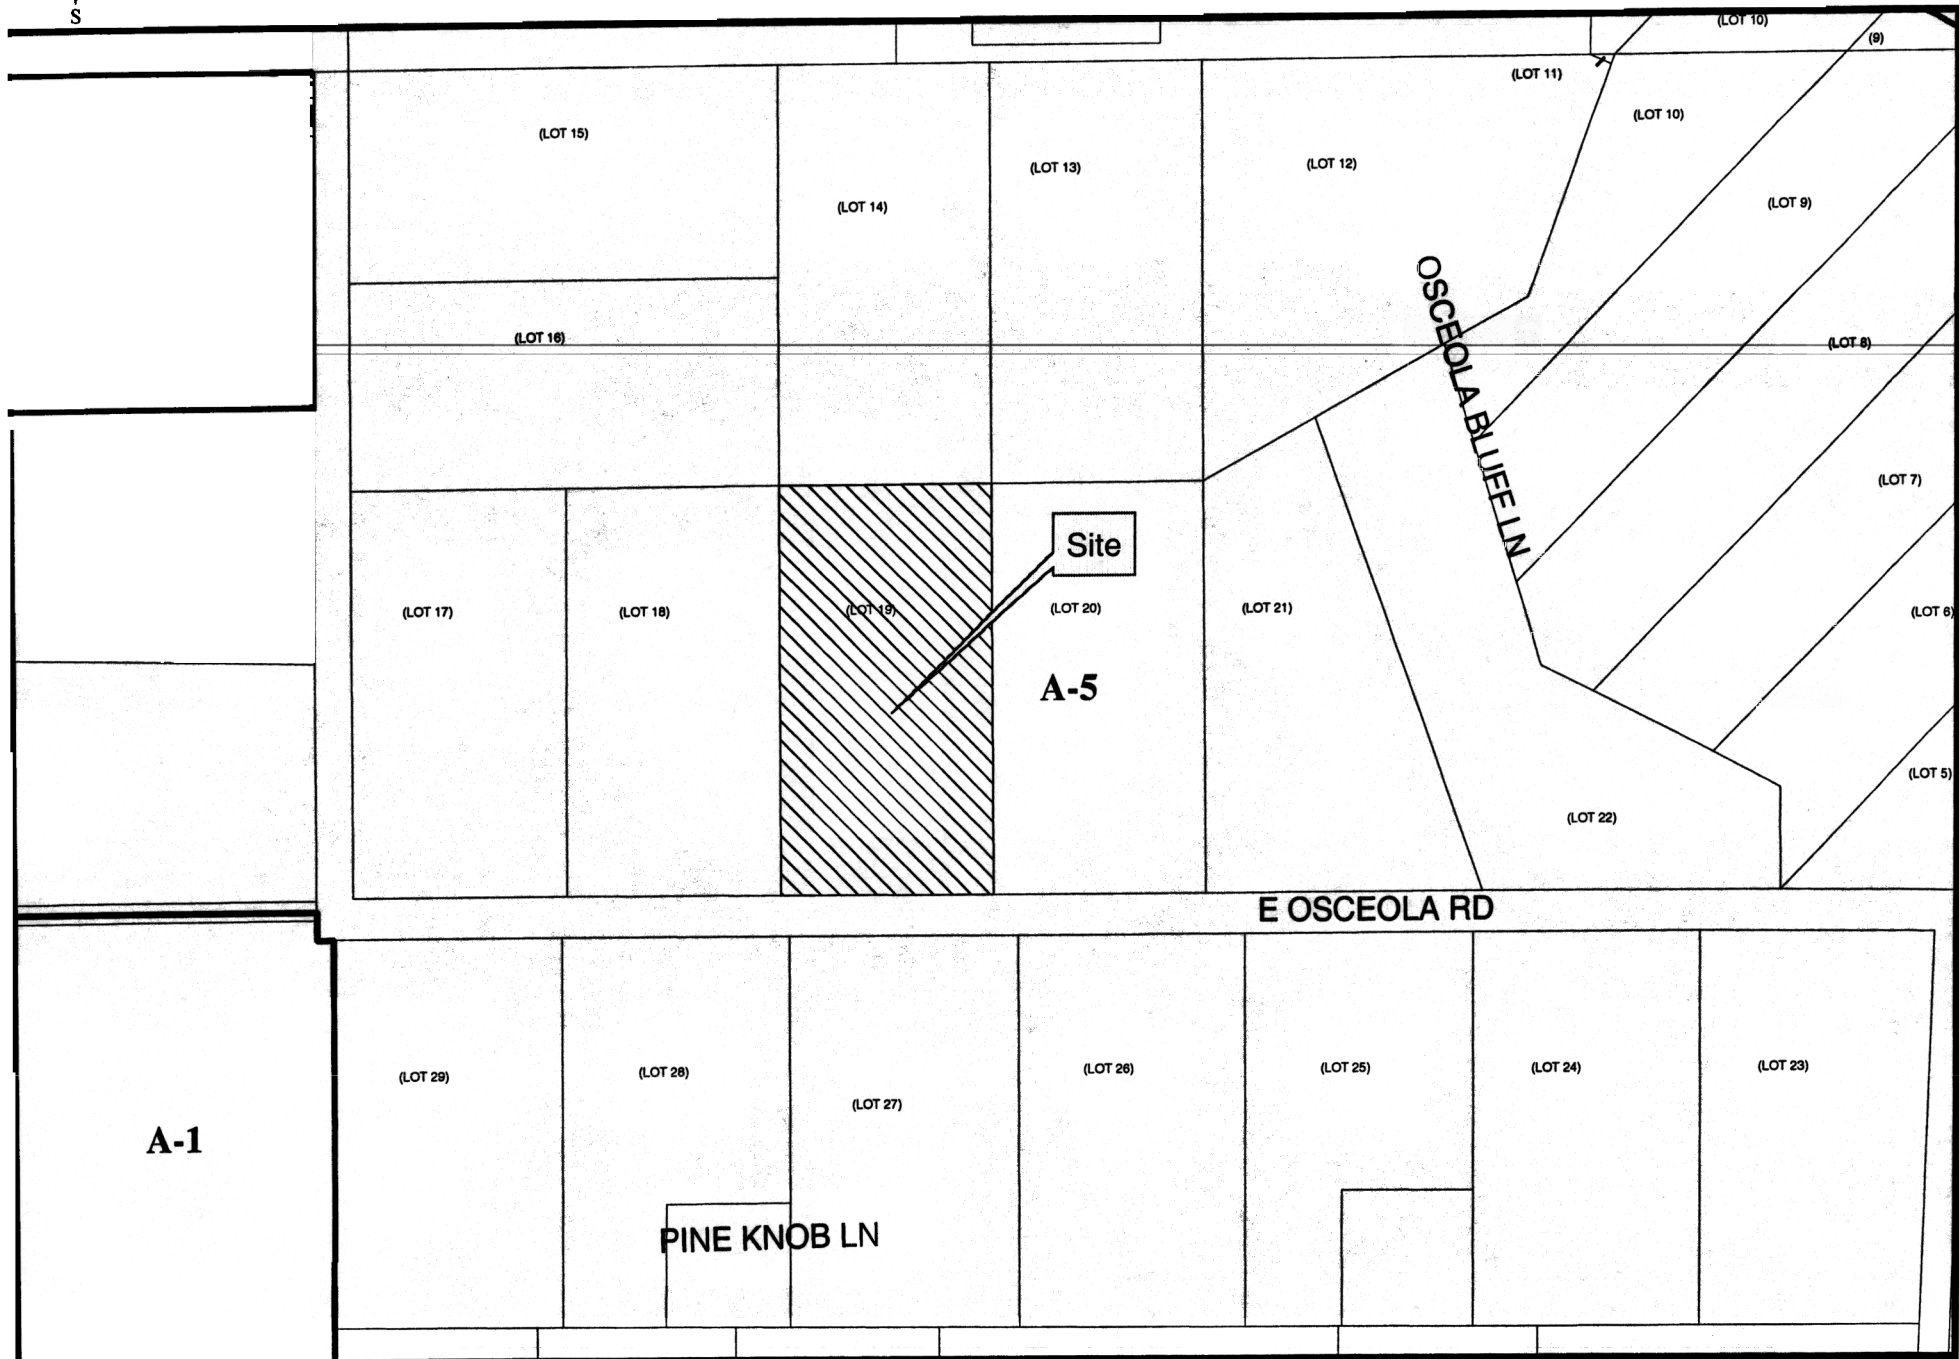 S
(LOT 10)
(9)
(LOT 11)
(LOT 10)
(LOT 15)
(LOT 14)
(LOT 13)
(LOT 12)
(LOT 9)
(LOT 16)
(LOT 8)
OSCEOLA BLUFF LN
(LOT 7)
Site
(LOT 17)
(LOT 18)
(LOT 19)
(LOT 20)
(LOT 21)
(LOT 6)
A-5
(LOT 5)
(LOT 22)
E OSCEOLA RD
(LOT 29)
(LOT 28)
(LOT 27)
(LOT 26)
(LOT 25)
(LOT 24)
(LOT 23)
A-1
PINE KNOB LN